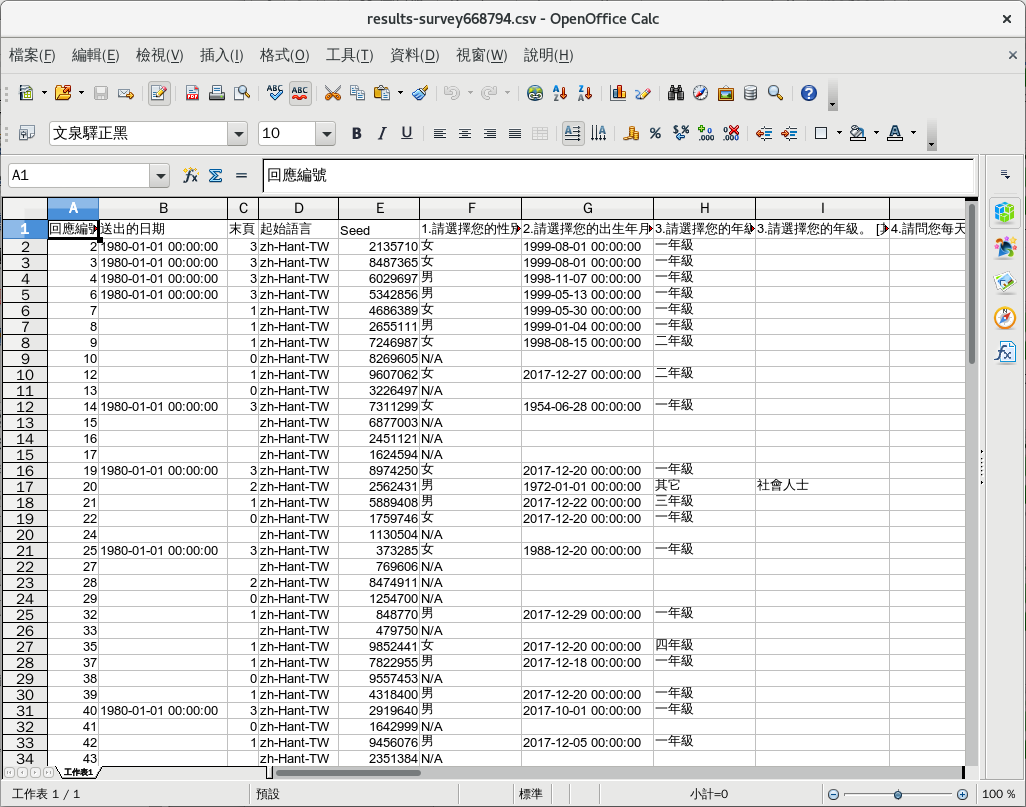 results-survey668794.csv - OpenOffice Calc
檔案(F) 編輯(E) 檢視(V) 插入(I) 格式(O) 工具(T) 資料(D) 視窗(W) 說明(H)
文泉驛正黑 10 B I U
A1 回應編號
A B C D E F G H I
1 回應編號 送出的日期 末頁 起始語言 Seed 1.請選擇您的性別 2.請選擇您的出生年月 3.請選擇您的年級 3.請選擇您的年級。 [其 4.請問您每天
2 2 1980-01-01 00:00:00 3 zh-Hant-TW 2135710 女 1999-08-01 00:00:00 一年級
3 3 1980-01-01 00:00:00 3 zh-Hant-TW 8487365 女 2001-08-01 00:00:00 一年級
4 4 1980-01-01 00:00:00 3 zh-Hant-TW 6029697 男 1998-11-07 00:00:00 一年級
5 6 1980-01-01 00:00:00 3 zh-Hant-TW 5342856 男 1999-05-13 00:00:00 一年級
6 7 1 zh-Hant-TW 4686389 女 1999-05-30 00:00:00 一年級
7 8 1 zh-Hant-TW 2655111 男 1999-01-04 00:00:00 一年級
8 9 1 zh-Hant-TW 7246987 女 1998-08-15 00:00:00 二年級
9 10 0 zh-Hant-TW 8269605 N/A
10 12 1 zh-Hant-TW 9607062 女 2017-12-27 00:00:00 二年級
11 13 0 zh-Hant-TW 3226497 N/A
12 14 1980-01-01 00:00:00 3 zh-Hant-TW 7311299 女 1954-06-28 00:00:00 一年級
13 15 zh-Hant-TW 6877003 N/A
14 16 zh-Hant-TW 2451121 N/A
15 17 zh-Hant-TW 1624594 N/A
16 19 1980-01-01 00:00:00 3 zh-Hant-TW 8974250 女 2017-12-20 00:00:00 一年級
17 20 2 zh-Hant-TW 2562431 男 1972-01-01 00:00:00 其它 社會人士
18 21 1 zh-Hant-TW 5889408 男 2017-12-22 00:00:00 三年級
19 22 0 zh-Hant-TW 1759746 女 2017-12-20 00:00:00 一年級
20 24 zh-Hant-TW 1130504 N/A
21 25 1980-01-01 00:00:00 3 zh-Hant-TW 373285 女 1988-12-20 00:00:00 一年級
22 27 zh-Hant-TW 769606 N/A
23 28 2 zh-Hant-TW 8474911 N/A
24 29 0 zh-Hant-TW 1254700 N/A
25 32 1 zh-Hant-TW 848770 男 2017-12-29 00:00:00 一年級
26 33 zh-Hant-TW 479750 N/A
27 35 1 zh-Hant-TW 9852441 女 2017-12-20 00:00:00 四年級
28 37 1 zh-Hant-TW 7822955 男 2017-12-18 00:00:00 一年級
29 38 0 zh-Hant-TW 9557453 N/A
30 39 1 zh-Hant-TW 4318400 男 2017-12-20 00:00:00 一年級
31 40 1980-01-01 00:00:00 3 zh-Hant-TW 2919640 男 2017-10-01 00:00:00 一年級
32 41 0 zh-Hant-TW 1642999 N/A
33 42 1 zh-Hant-TW 9456076 男 2017-12-05 00:00:00 一年級
34 43 zh-Hant-TW 2351384 N/A
工作表1
工作表 1 / 1 預設 標準 小計=0 100 %